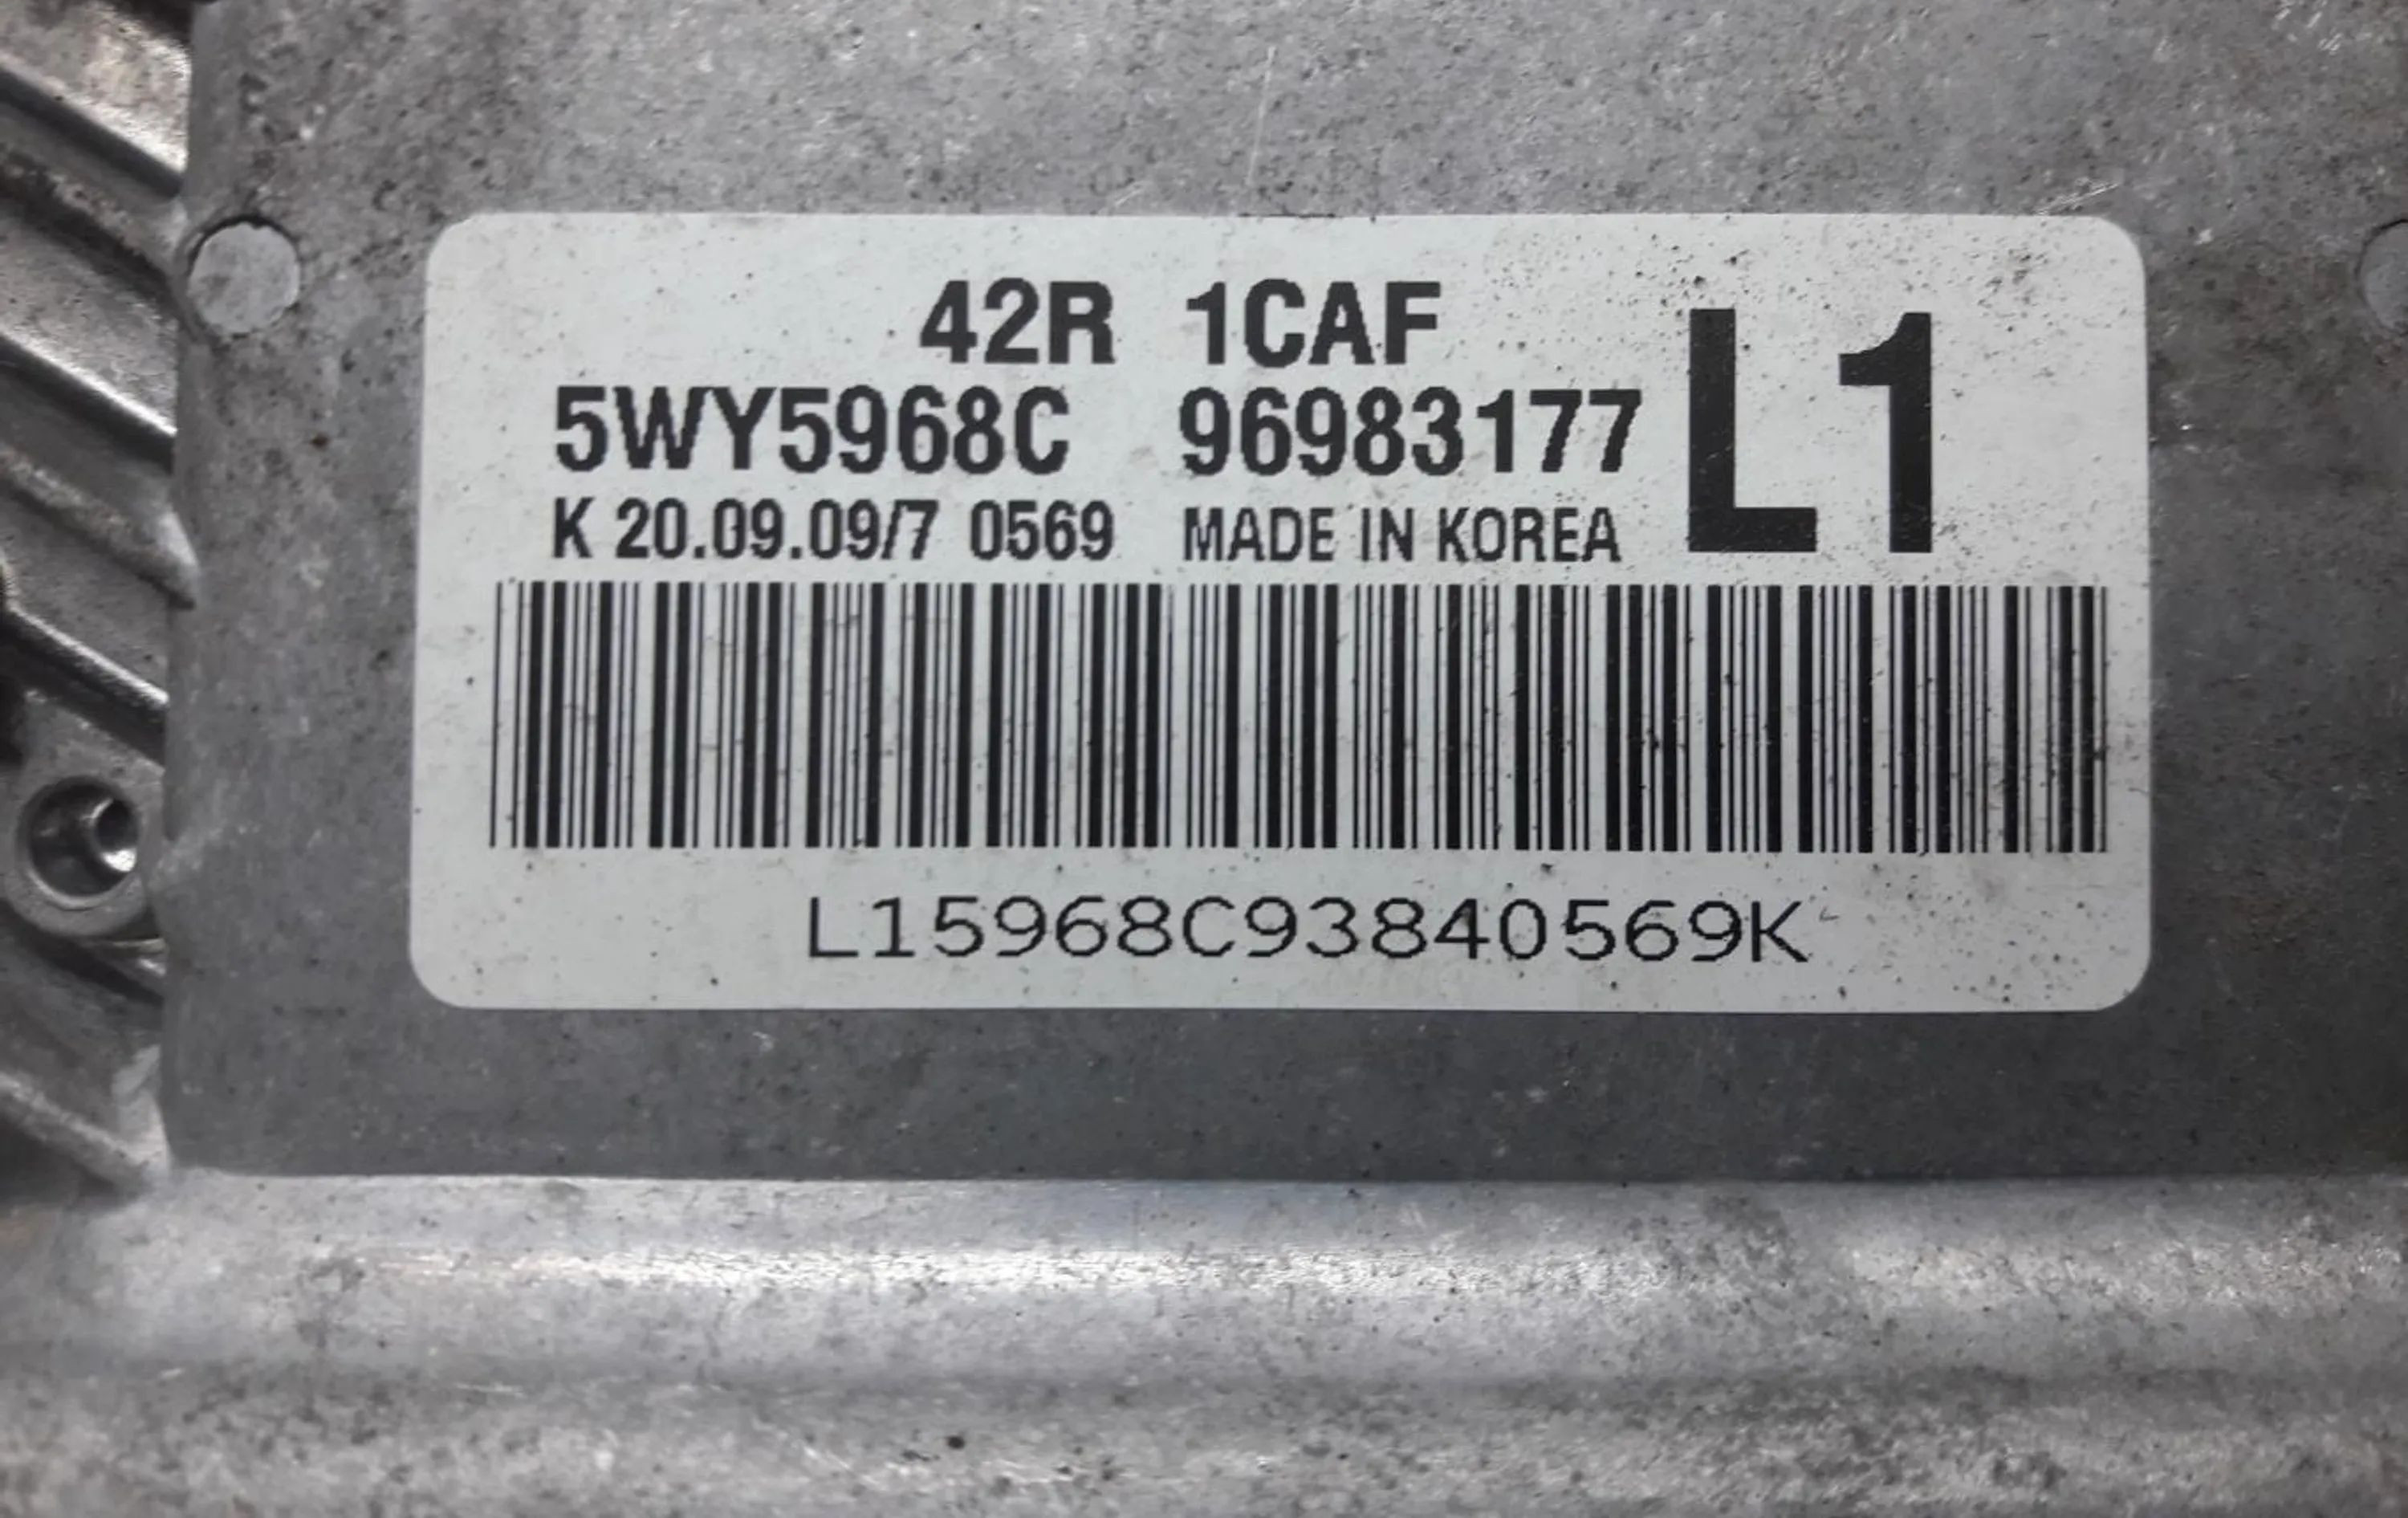 42R 1CAF
5WY5968C 96983177 L1
K 20.09.09/7 0569 MADE IN KOREA
L15968C93840569K